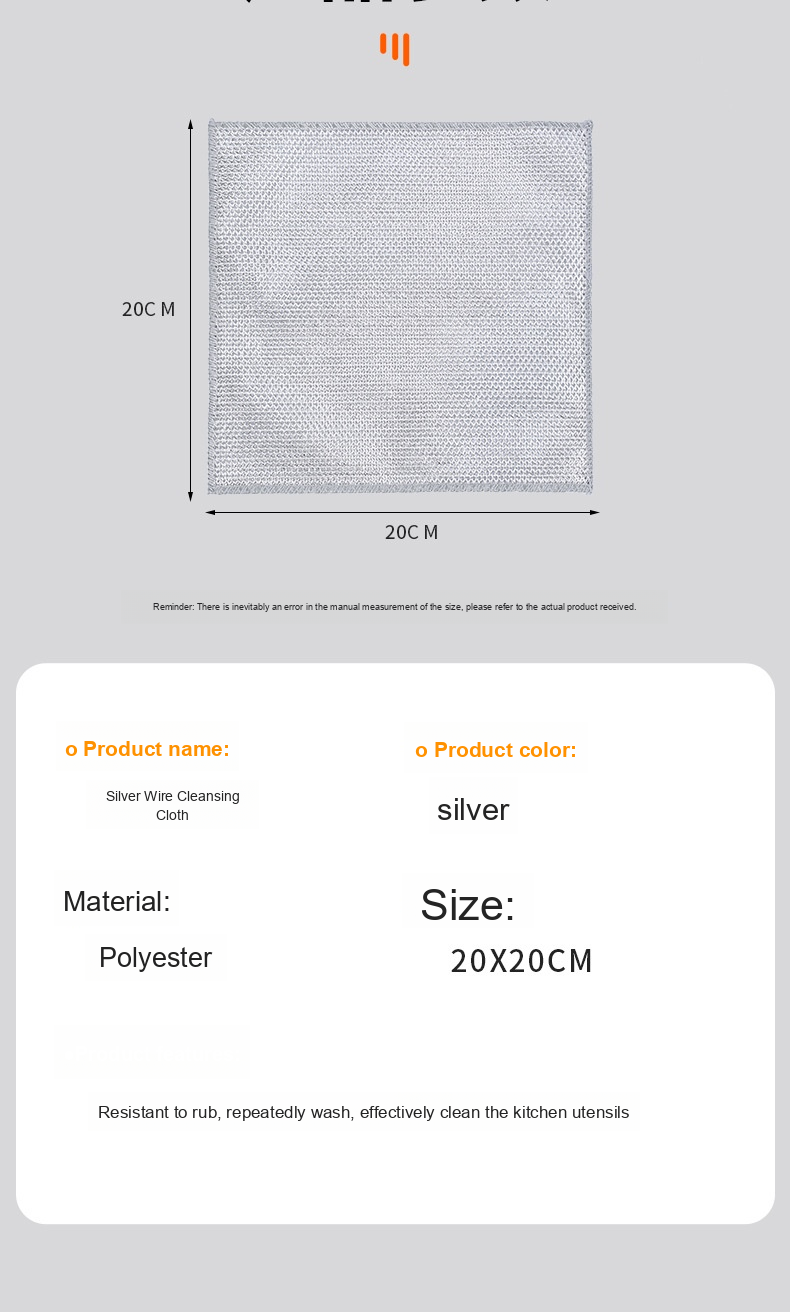 20C M
20C M
Reminder: There is inevitably an error in the manual measurement of the size, please refer to the actual product received.
o Product name:
o Product color:
Silver Wire Cleansing
Cloth
silver
Material:
Size:
Polyester
20X20CM
Resistant to rub, repeatedly wash, effectively clean the kitchen utensils